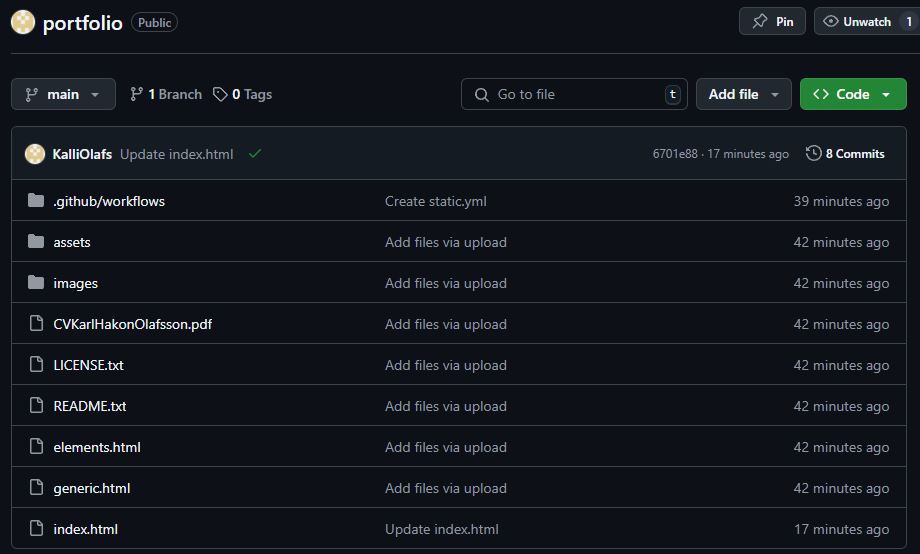 portfolio Public Pin Unwatch 1
main 1 Branch 0 Tags Go to file t Add file Code
KalliOlafs Update index.html 6701e88 · 17 minutes ago 8 Commits
.github/workflows Create static.yml 39 minutes ago
assets Add files via upload 42 minutes ago
images Add files via upload 42 minutes ago
CVKarlHakonOlafsson.pdf Add files via upload 42 minutes ago
LICENSE.txt Add files via upload 42 minutes ago
README.txt Add files via upload 42 minutes ago
elements.html Add files via upload 42 minutes ago
generic.html Add files via upload 42 minutes ago
index.html Update index.html 17 minutes ago